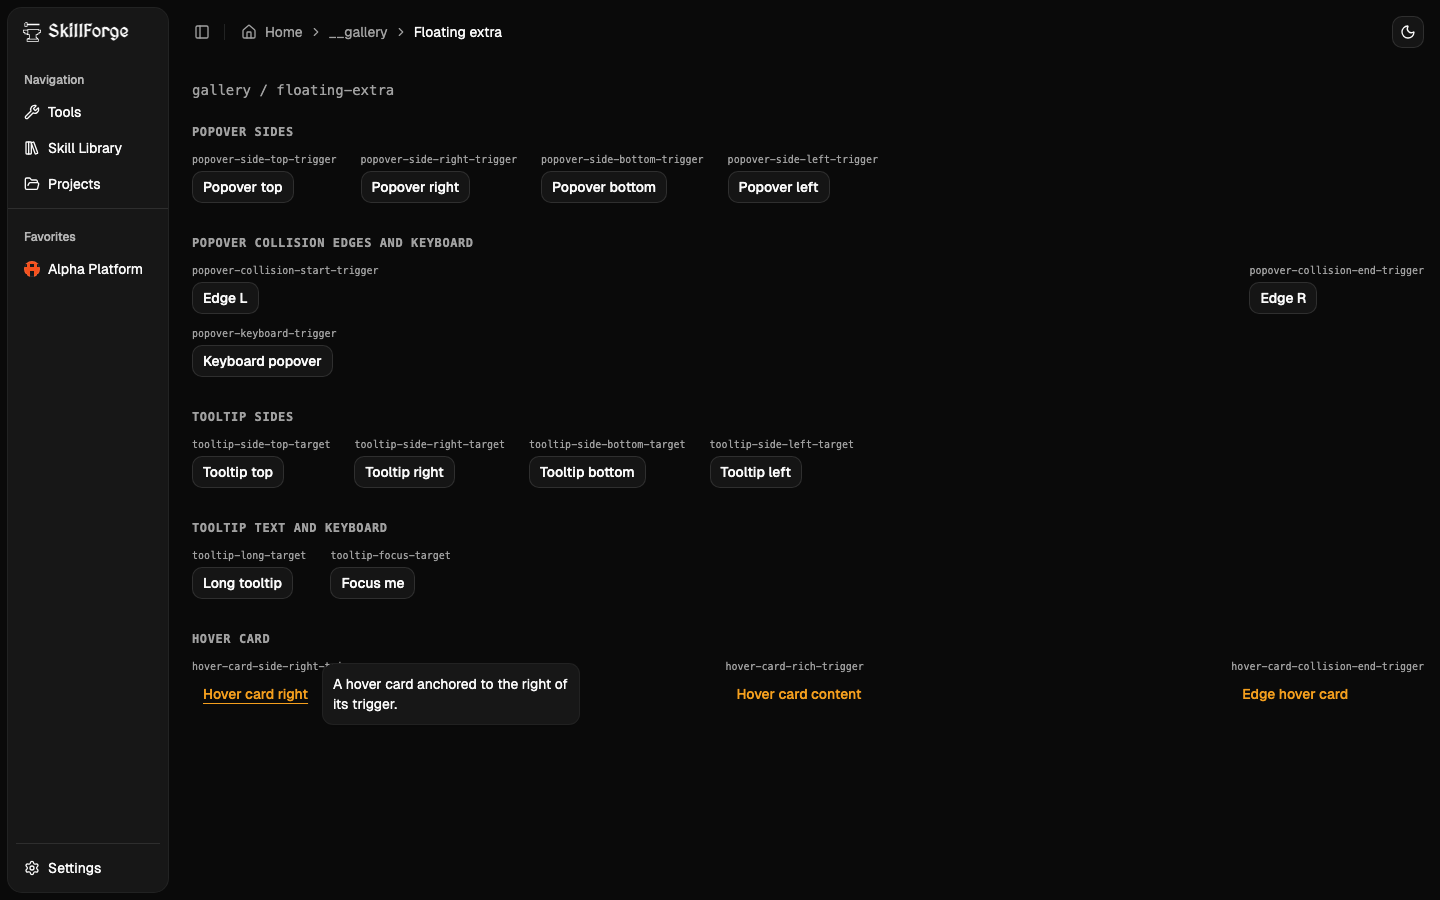 SkillForge
Navigation
Tools
Skill Library
Projects
Favorites
Alpha Platform
Settings
Home
__gallery
Floating extra
gallery / floating-extra
POPOVER SIDES
popover-side-top-trigger
popover-side-right-trigger
popover-side-bottom-trigger
popover-side-left-trigger
Popover top
Popover right
Popover bottom
Popover left
POPOVER COLLISION EDGES AND KEYBOARD
popover-collision-start-trigger
popover-collision-end-trigger
Edge L
Edge R
popover-keyboard-trigger
Keyboard popover
TOOLTIP SIDES
tooltip-side-top-target
tooltip-side-right-target
tooltip-side-bottom-target
tooltip-side-left-target
Tooltip top
Tooltip right
Tooltip bottom
Tooltip left
TOOLTIP TEXT AND KEYBOARD
tooltip-long-target
tooltip-focus-target
Long tooltip
Focus me
HOVER CARD
hover-card-side-right-
hover-card-rich-trigger
hover-card-collision-end-trigger
Hover card right
A hover card anchored to the right of
its trigger.
Hover card content
Edge hover card